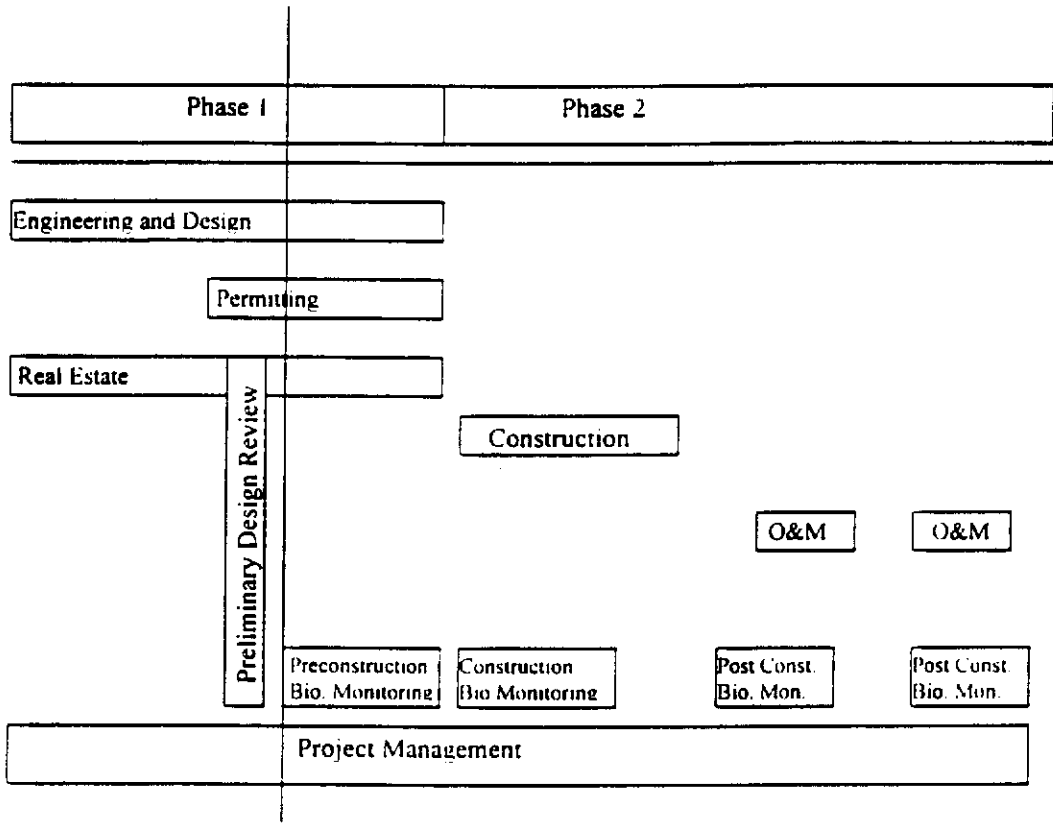 Phase 1
Phase 2
Engineering and Design
Permitting
Real Estate
Preliminary Design Review
Construction
O&M
O&M
Preconstruction
Bio. Monitoring
Construction
Bio Monitoring
Post Const.
Bio. Mon.
Post Const.
Bio. Mon.
Project Management